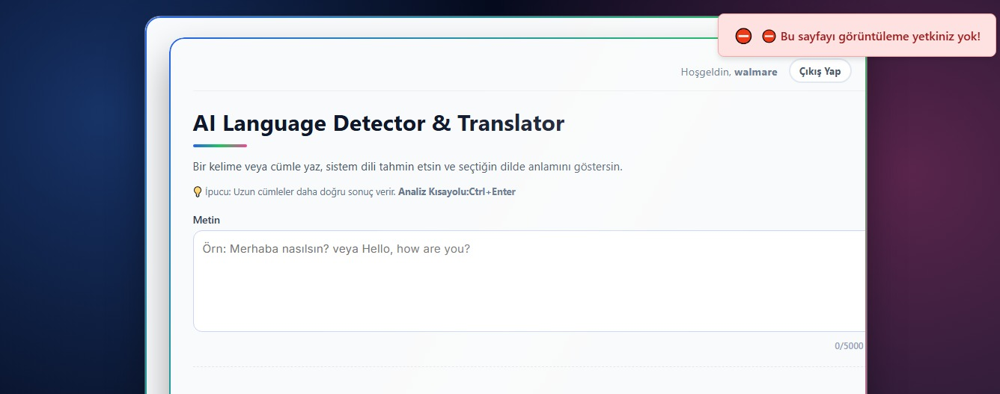 ⛔ ⛔ Bu sayfayı görüntüleme yetkiniz yok!
Hoşgeldin, walmare Çıkış Yap
AI Language Detector & Translator
Bir kelime veya cümle yaz, sistem dili tahmin etsin ve seçtiğin dilde anlamını göstersin.
💡 İpucu: Uzun cümleler daha doğru sonuç verir. Analiz Kısayolu:Ctrl+Enter
Metin
Örn: Merhaba nasılsın? veya Hello, how are you?
0/5000